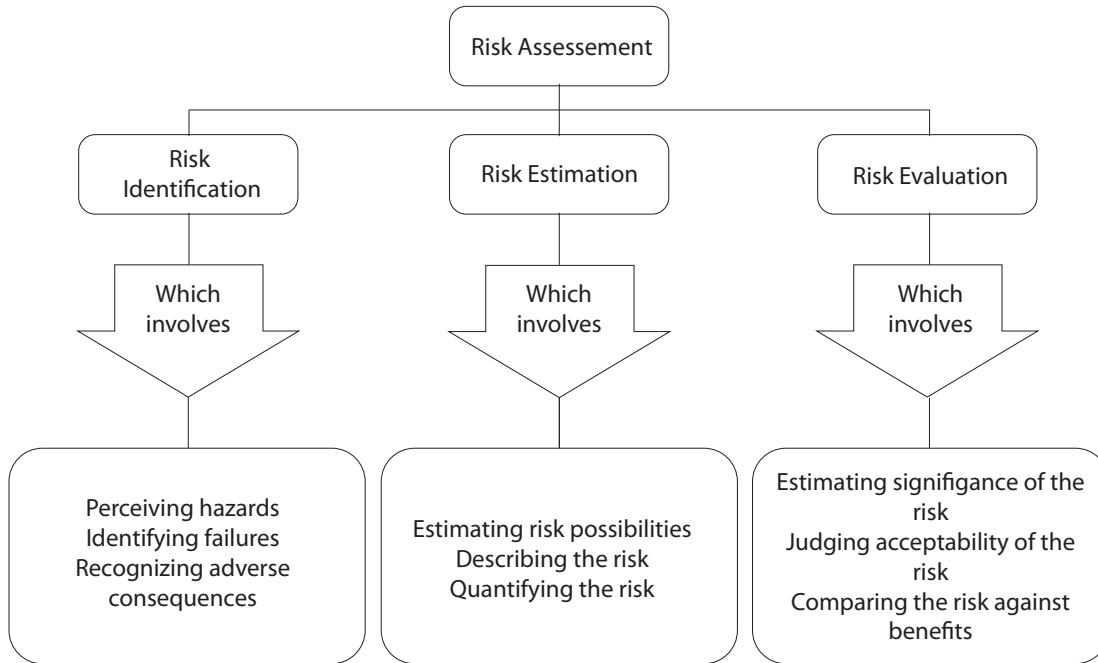 Risk Assessement
Risk
Identification
Risk Estimation
Risk Evaluation
Which
involves
Which
involves
Which
involves
Perceiving hazards
Identifying failures
Recognizing adverse
consequences
Estimating risk possibilities
Describing the risk
Quantifying the risk
Estimating signifigance of the
risk
Judging acceptability of the
risk
Comparing the risk against
benefits